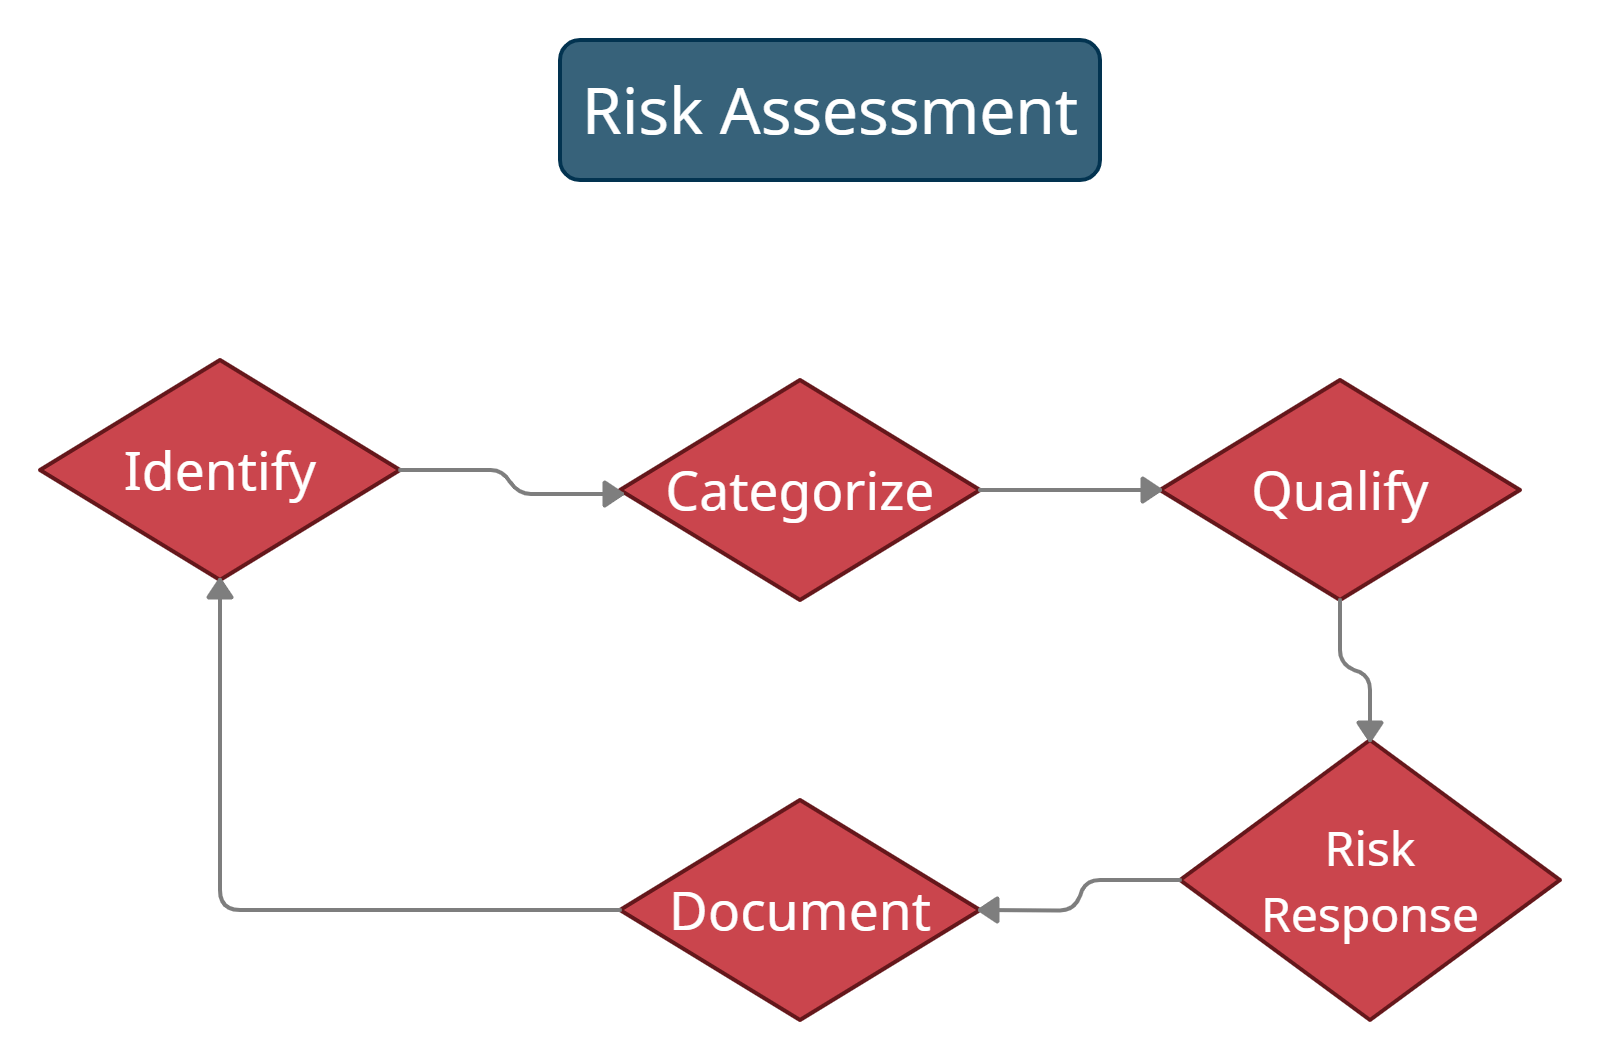 Risk Assessment
Identify
Categorize
Qualify
Risk
Response
Document